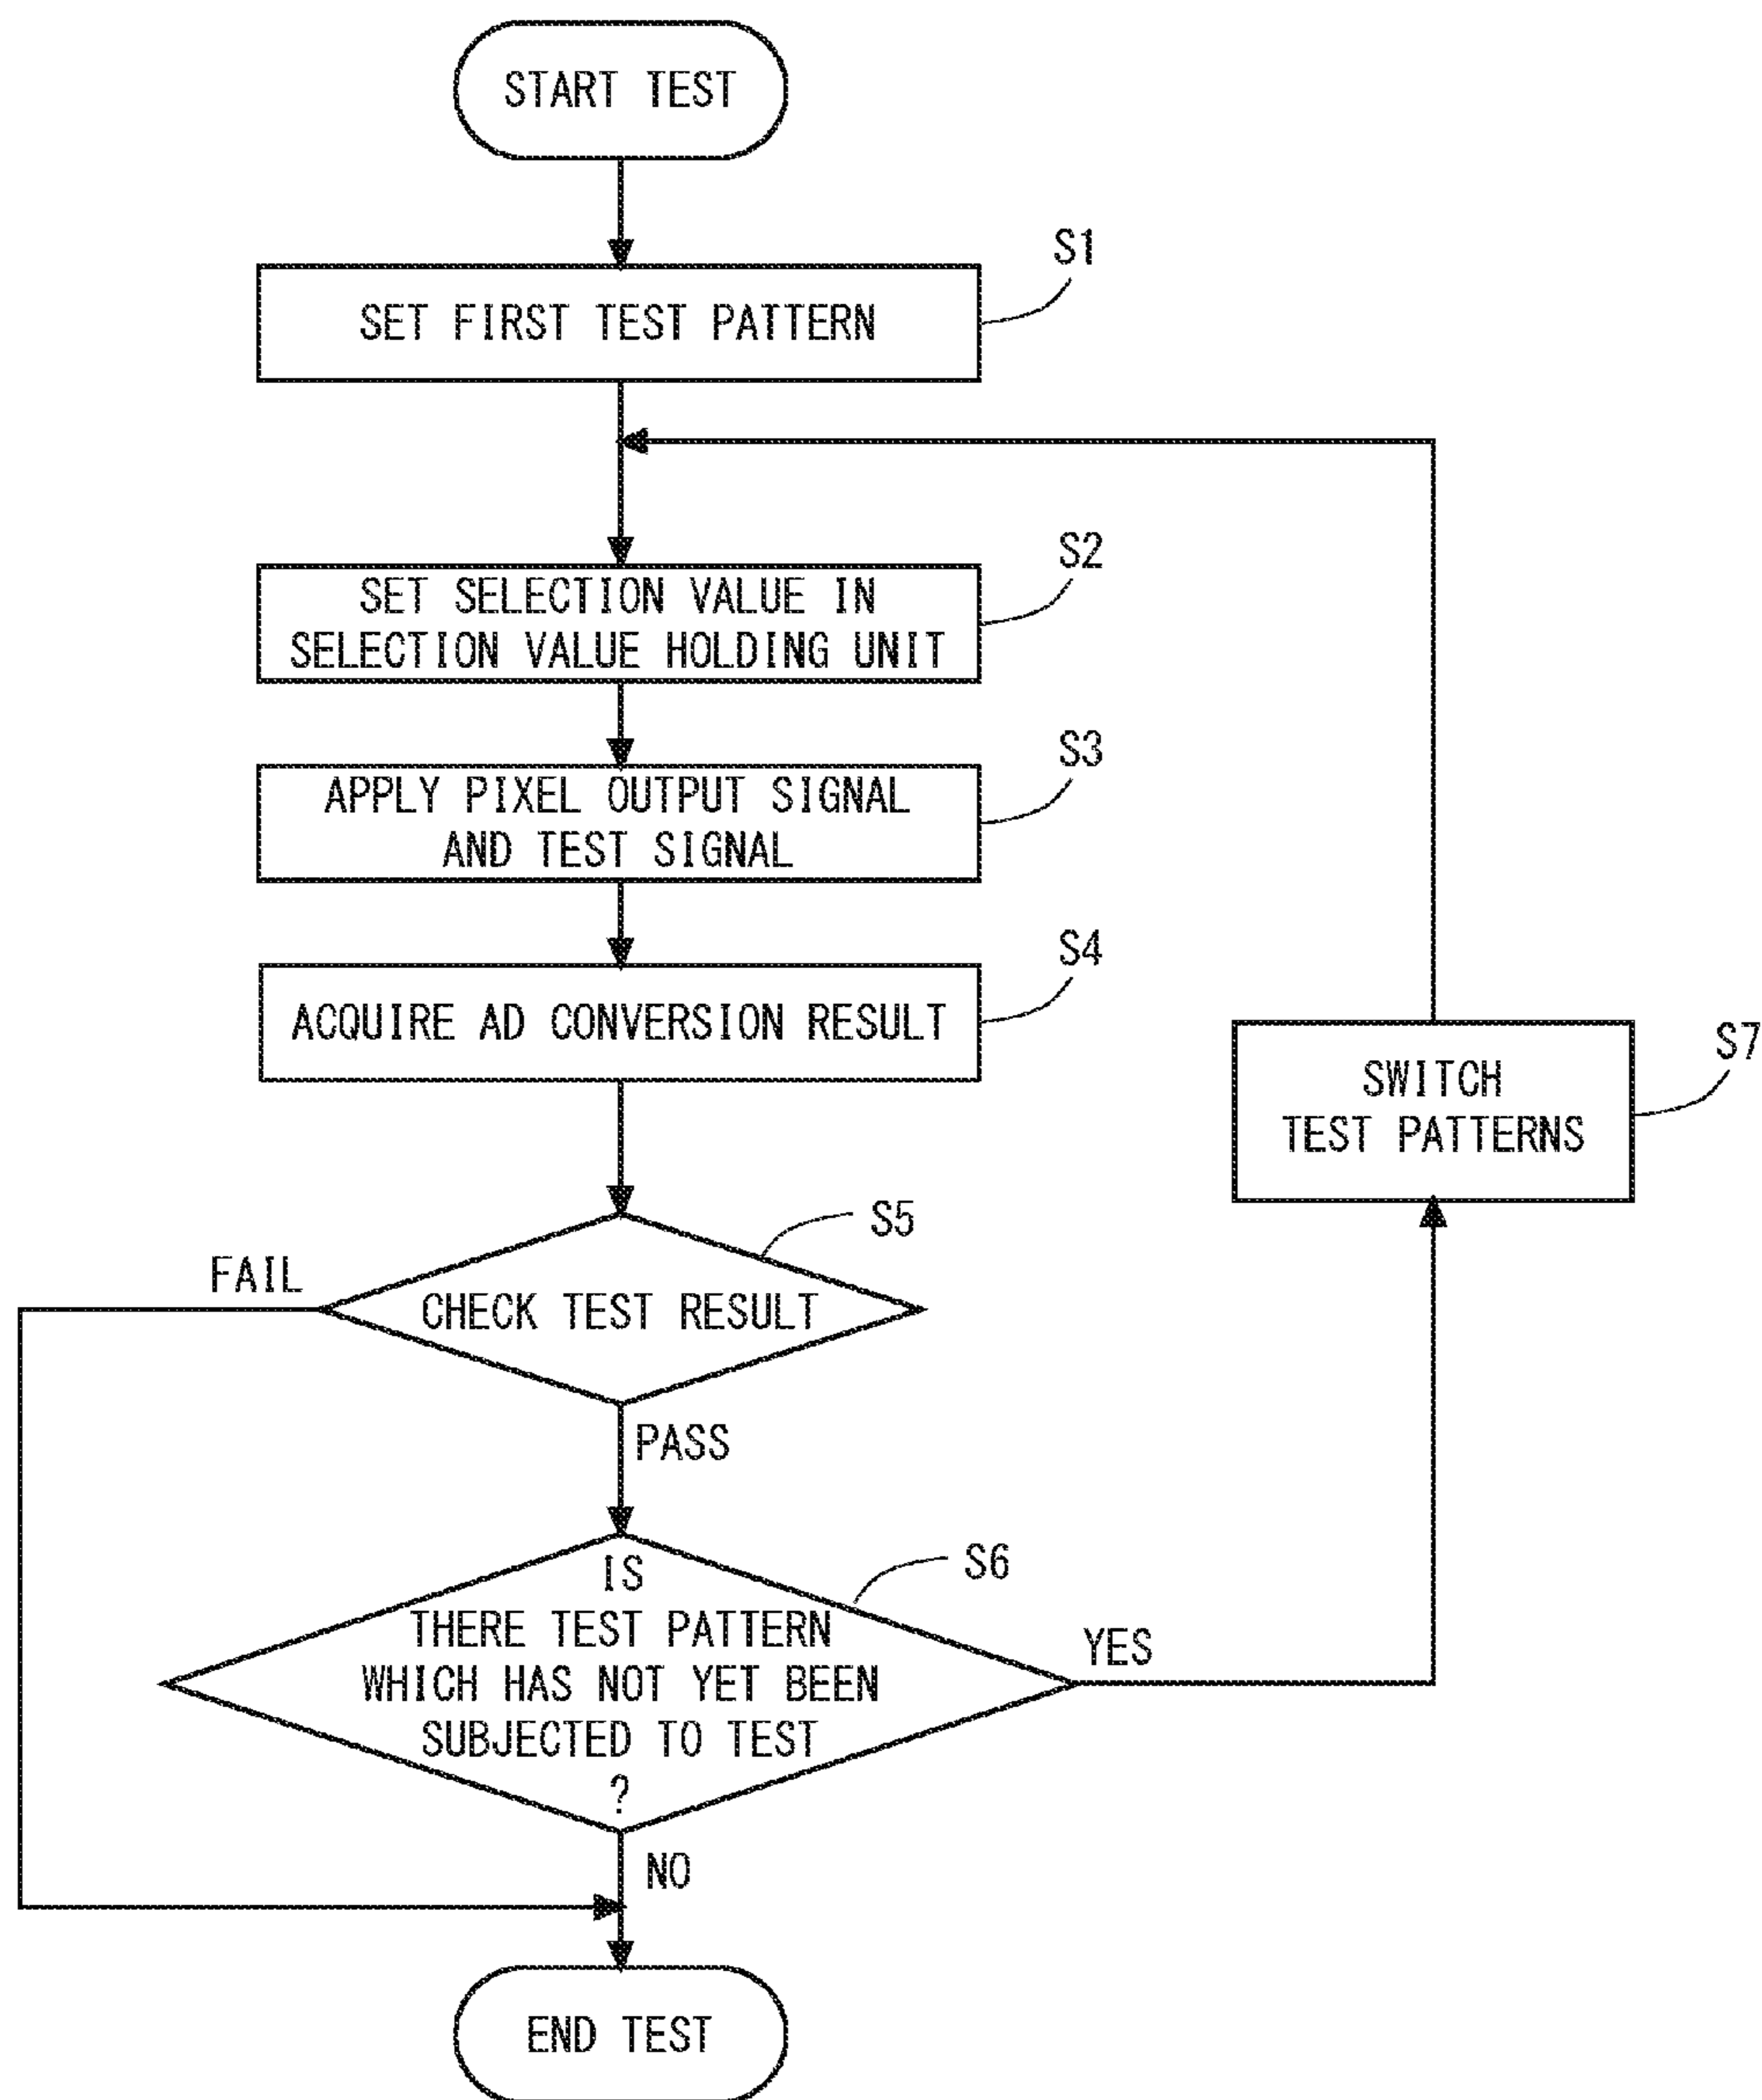 START TEST
S1
SET FIRST TEST PATTERN
S2
SET SELECTION VALUE IN
SELECTION VALUE HOLDING UNIT
S3
APPLY PIXEL OUTPUT SIGNAL
AND TEST SIGNAL
S4
ACQUIRE AD CONVERSION RESULT
S7
SWITCH
TEST PATTERNS
S5
FAIL
CHECK TEST RESULT
PASS
S6
IS
THERE TEST PATTERN
WHICH HAS NOT YET BEEN
SUBJECTED TO TEST
?
YES
NO
END TEST